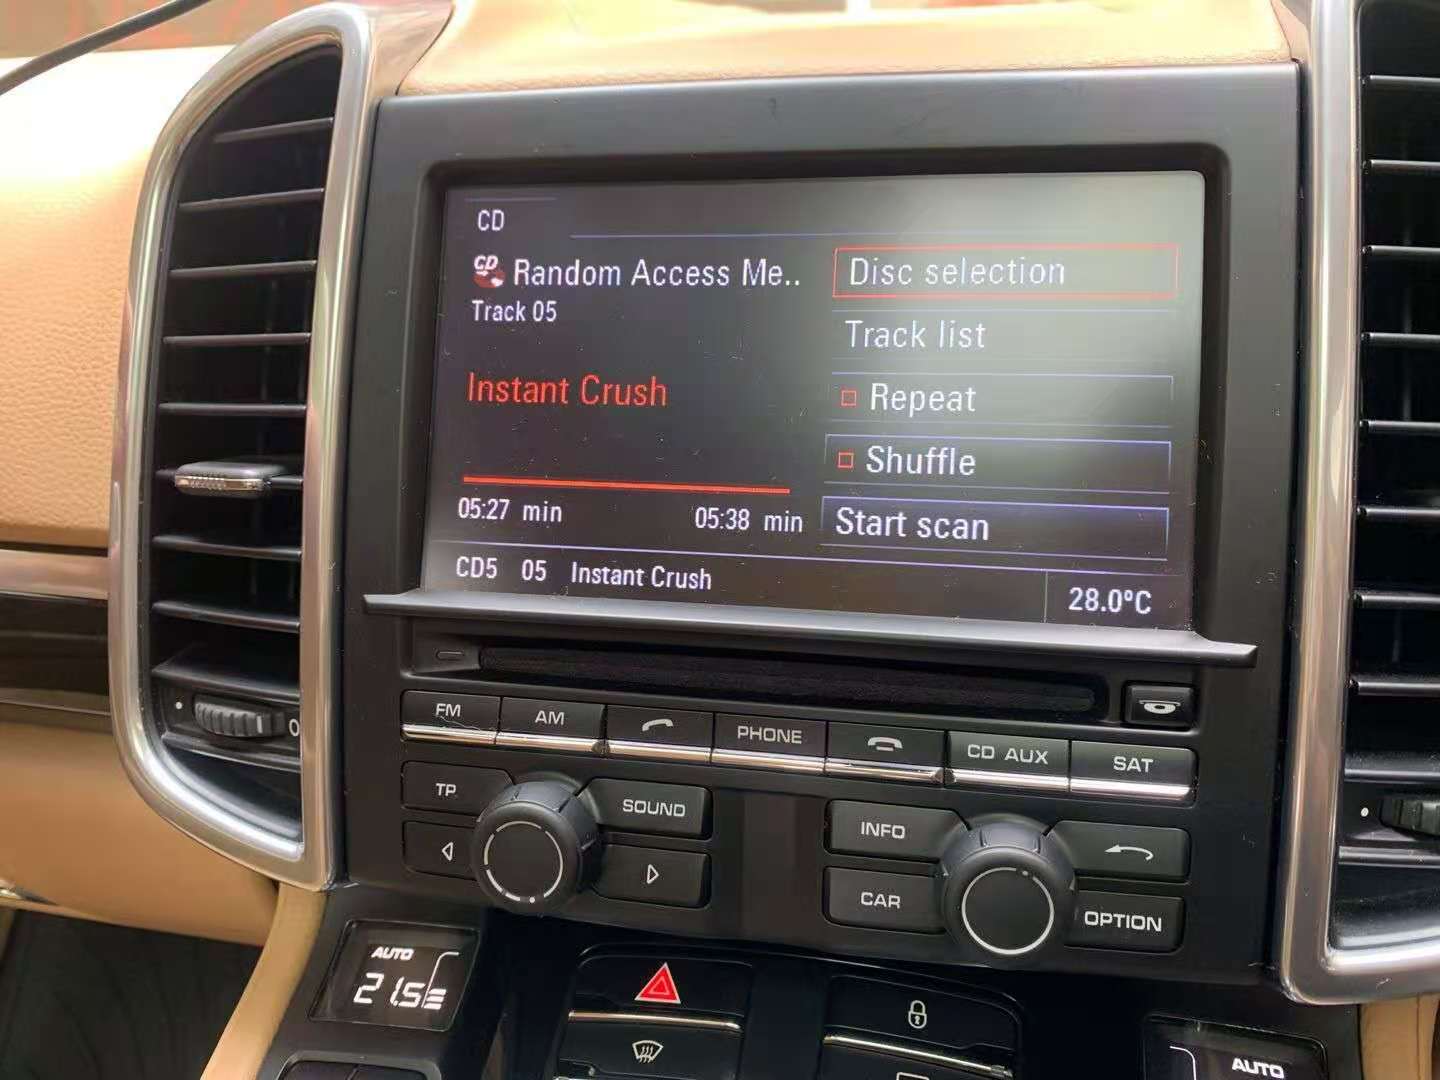 CD
CD Random Access Me..
Track 05
Instant Crush
05:27 min 05:38 min
Disc selection
Track list
Repeat
Shuffle
Start scan
CD5 05 Instant Crush
28.0°C
FM AM PHONE CD AUX SAT
TP SOUND
INFO
CAR OPTION
0
AUTO
21.5
AUTO